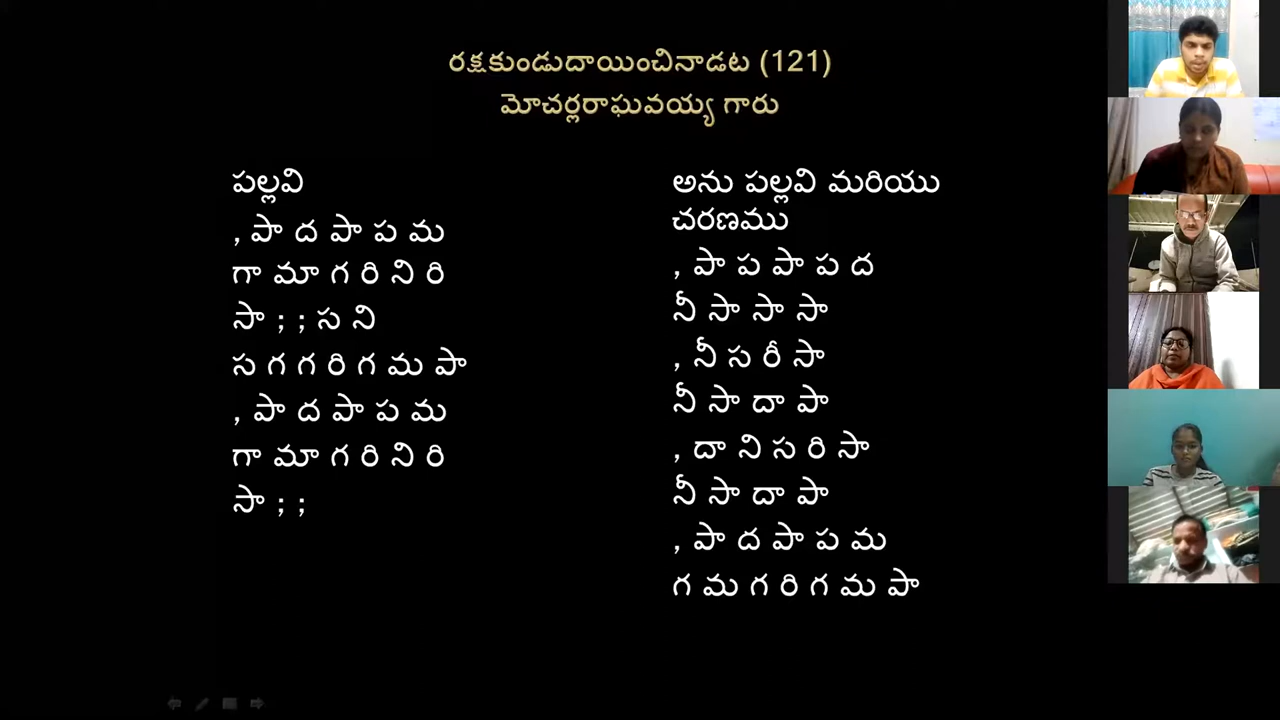 రక్షకుండుదాయించినాడట (121)
మోచర్లరాఘవయ్య గారు
పల్లవి
, పా ద పా ప మ
గా మా గ రి ని రి
సా ; ; స ని
స గ గ రి గ మ పా
, పా ద పా ప మ
గా మా గ రి ని రి
సా ; ;
అను పల్లవి మరియు
చరణము
, పా ప పా ప ద
నీ సా సా సా
, నీ స రీ సా
నీ సా దా పా
, దా ని స రి సా
నీ సా దా పా
, పా ద పా ప మ
గ మ గ రి గ మ పా